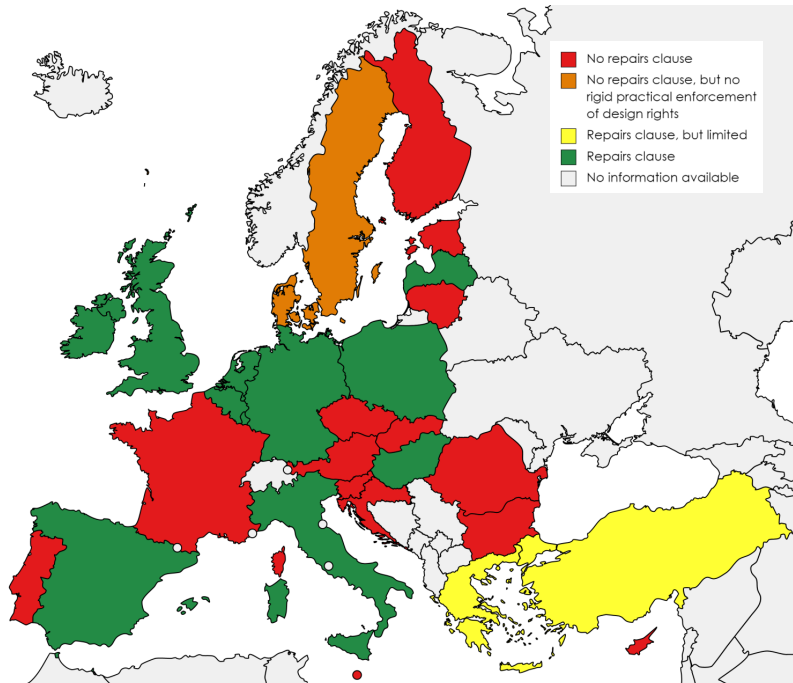 No repairs clause
No repairs clause, but no
rigid practical enforcement
of design rights
Repairs clause, but limited
Repairs clause
No information available